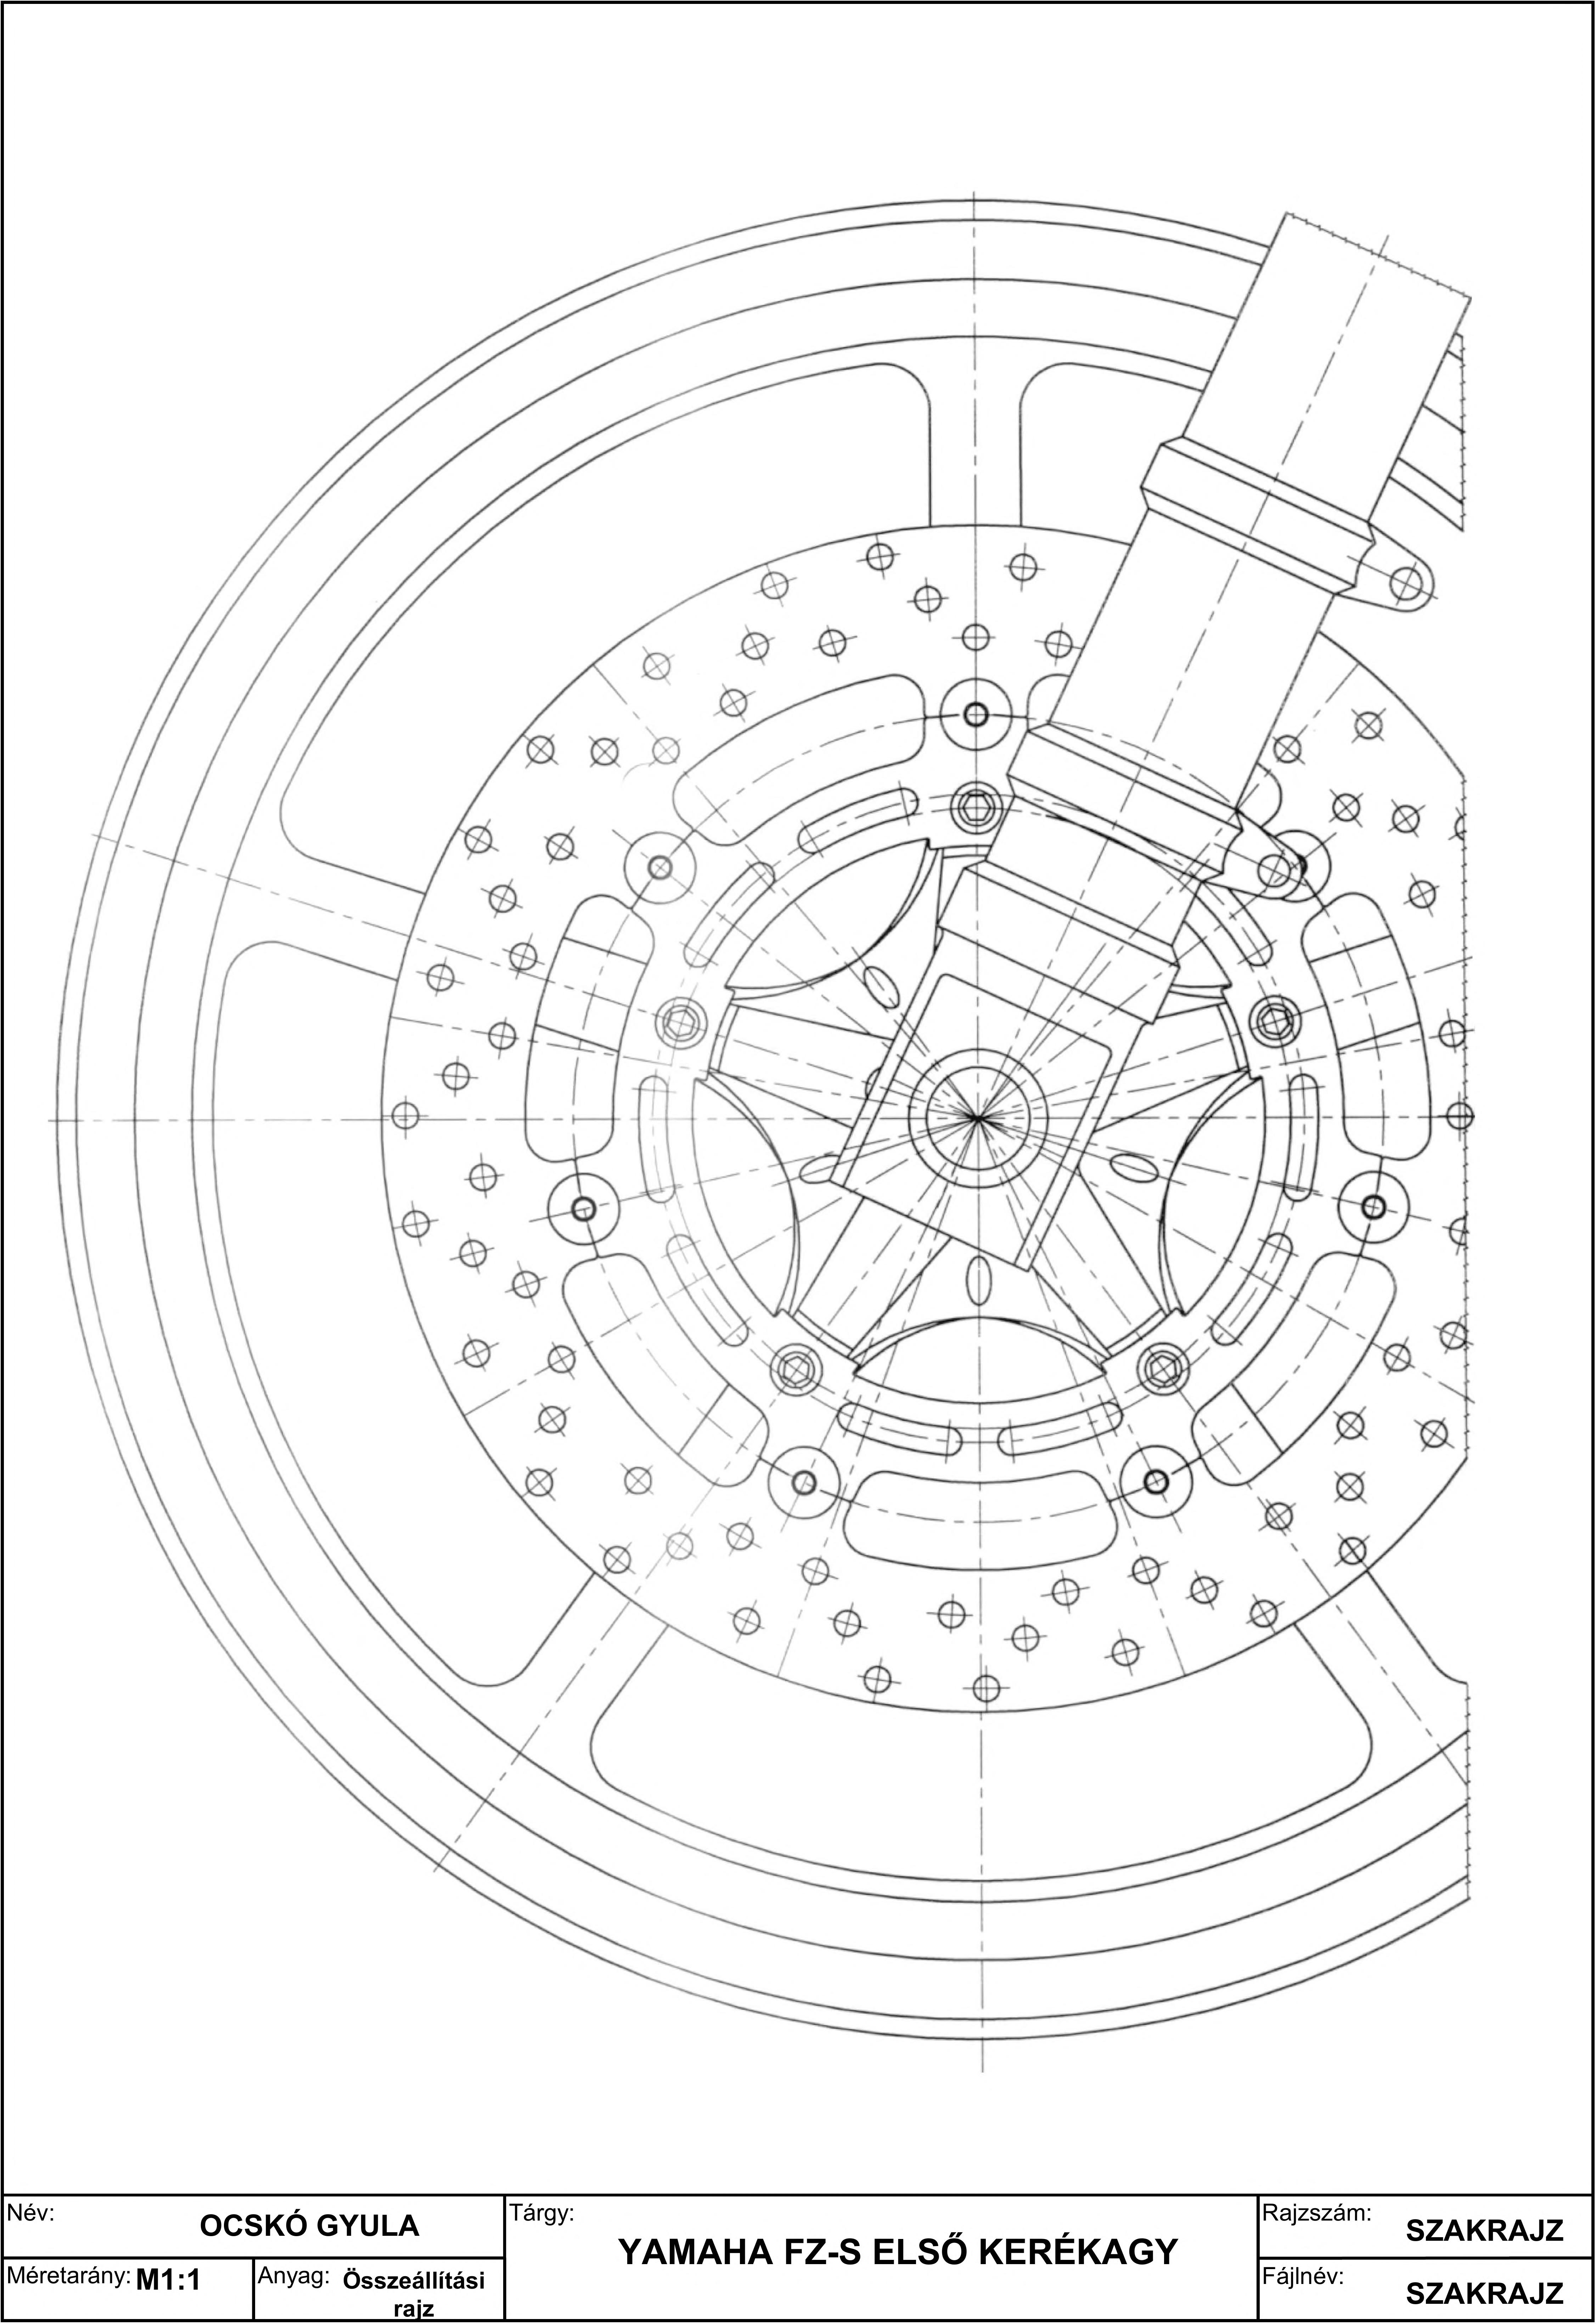 Név:
OCSKÓ GYULA
Méretarány: M1:1
Anyag: Összeállítási
rajz
Tárgy:
YAMAHA FZ-S ELSŐ KERÉKAGY
Rajzszám:
SZAKRAJZ
Fájlnév:
SZAKRAJZ